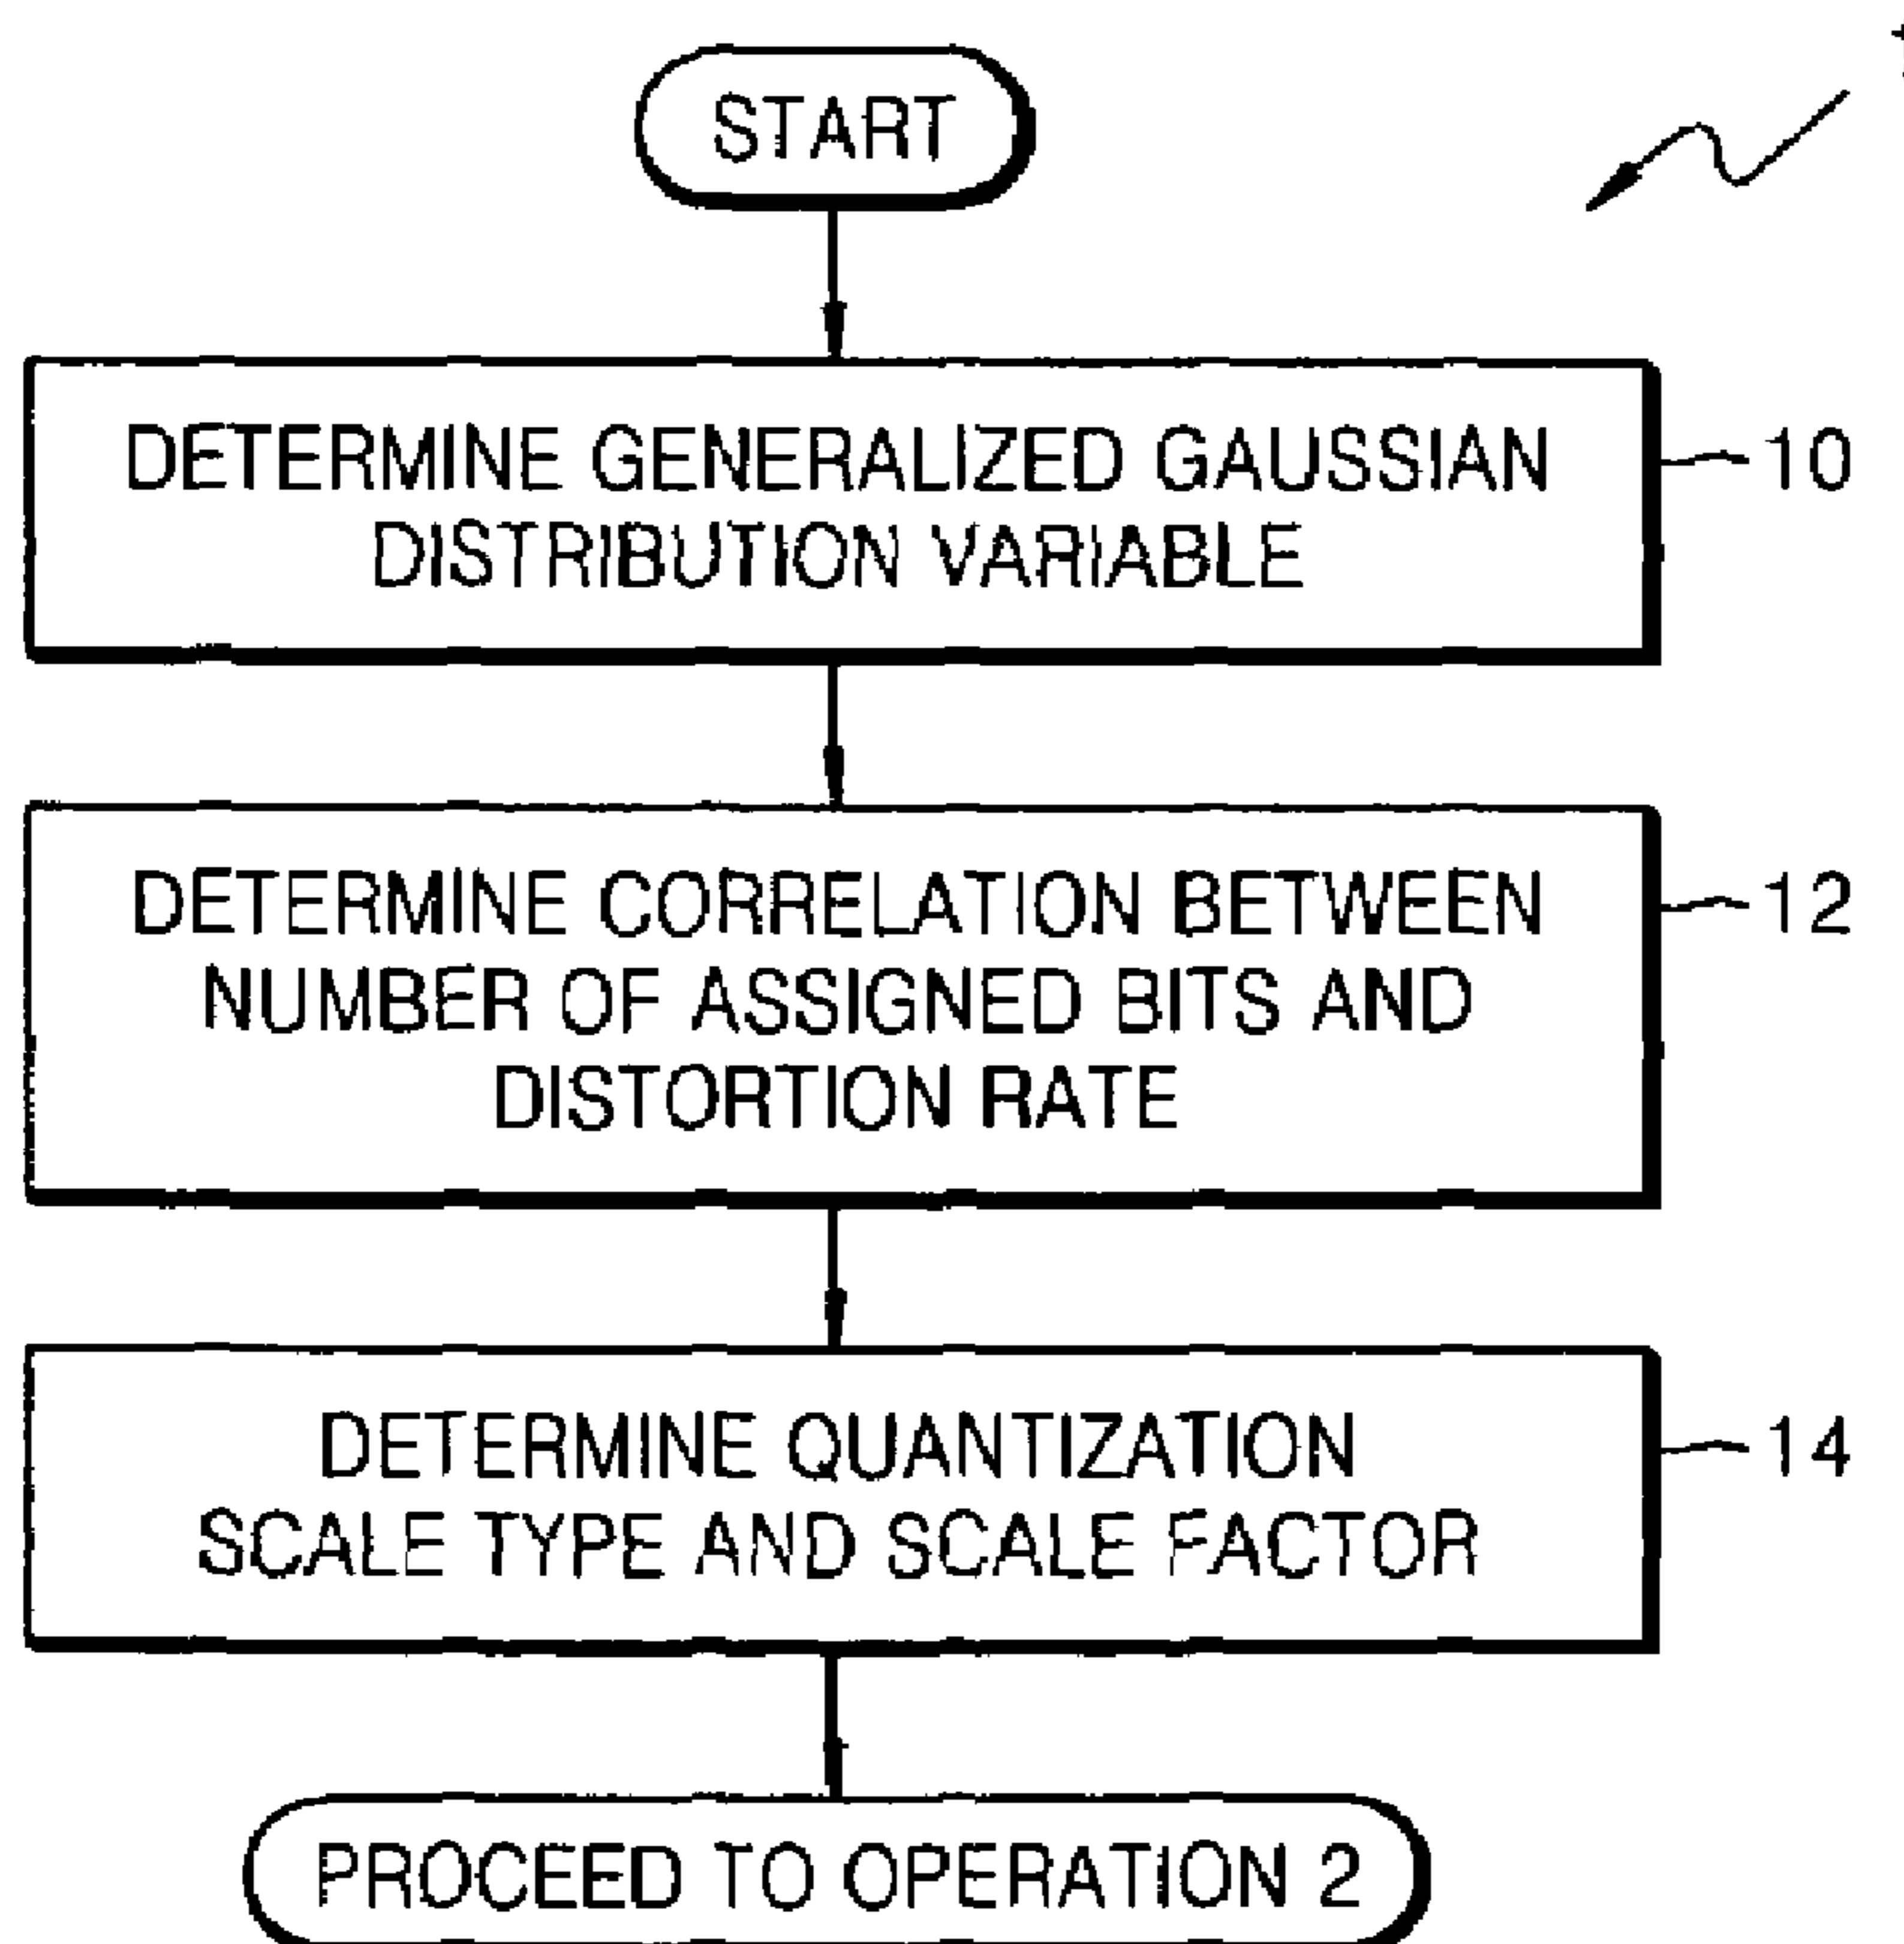 START
DETERMINE GENERALIZED GAUSSIAN
DISTRIBUTION VARIABLE
10
DETERMINE CORRELATION BETWEEN
NUMBER OF ASSIGNED BITS AND
DISTORTION RATE
12
DETERMINE QUANTIZATION
SCALE TYPE AND SCALE FACTOR
14
PROCEED TO OPERATION 2